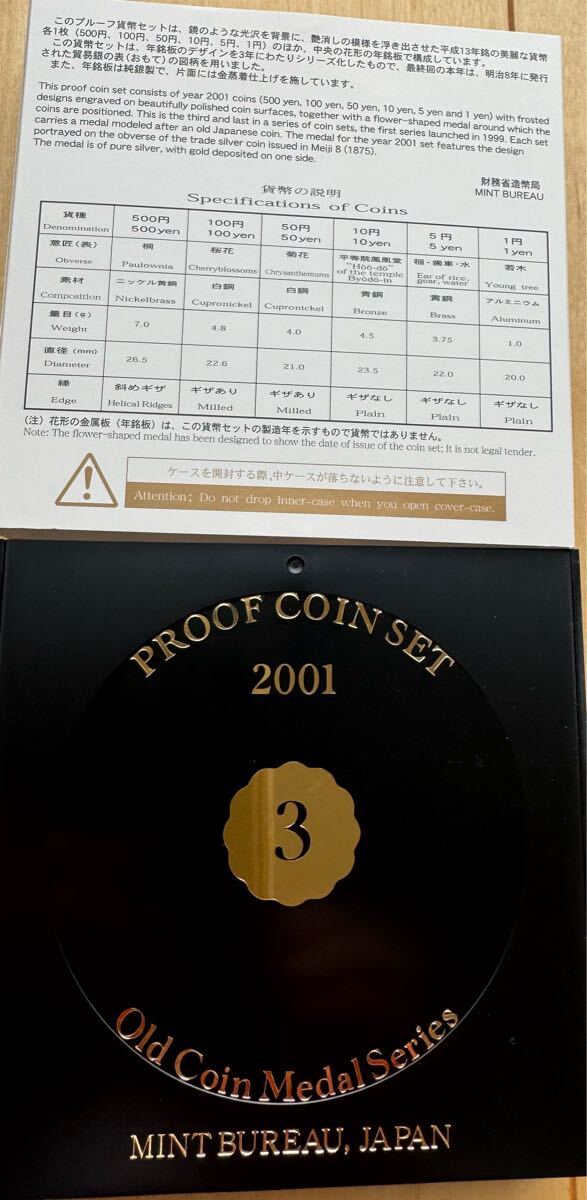 このプルーフ貨幣セットは、鏡のような光沢を背景に、艶消しの模様を浮き出させた平成13年銘の美麗な貨幣
各1枚（500円、100円、50円、10円、5円、1円）のほか、中央の花形の年銘板で構成しています。
この貨幣セットは、年銘板のデザインを3年にわたりシリーズ化したもので、最終回の本年は、明治8年に発行
された貿易銀の表（おもて）の図柄を用いました。
また、年銘板は純銀製で、片面には金蒸着仕上げを施しています。
This proof coin set consists of year 2001 coins (500 yen, 100 yen, 50 yen, 10 yen, 5 yen and 1 yen) with frosted
designs engraved on beautifully polished coin surfaces, together with a flower-shaped medal around which the
coins are positioned. This is the third and last in a series of coin sets, the first series launched in 1999. Each set
carries a medal modeled after an old Japanese coin. The medal for the year 2001 set features the design
portrayed on the obverse of the trade silver coin issued in Meiji 8 (1875).
The medal is of pure silver, with gold deposited on one side.
財務省造幣局
MINT BUREAU
貨幣の説明
Specifications of Coins
貨種 500円 100円 50円 10円 5円 1円
Denomination 500yen 100yen 50yen 10yen 5 yen 1yen
意匠（表） 桐 桜花 菊花 平等院鳳凰堂 稲・歯車・水 若木
Obverse Paulownia Cherryblossoms Chrysanthemums "Hōō-dō" of the temple Byōdō-in Ear of rice, gear, water Young tree
素材 ニッケル黄銅 白銅 白銅 青銅 黄銅 アルミニウム
Composition Nickelbrass Cupronickel Cupronickel Bronze Brass Aluminum
量目（g） 7.0 4.8 4.0 4.5 3.75 1.0
Weight
直径（mm） 26.5 22.6 21.0 23.5 22.0 20.0
Diameter
縁 斜めギザ ギザあり ギザあり ギザなし ギザなし ギザなし
Edge Helical Ridges Milled Milled Plain Plain Plain
（注）花形の金属板（年銘板）は、この貨幣セットの製造年を示すもので貨幣ではありません。
Note: The flower-shaped medal has been designed to show the date of issue of the coin set; it is not legal tender.
ケースを開封する際、中ケースが落ちないように注意して下さい。
Attention; Do not drop inner-case when you open cover-case.
PROOF COIN SET
2001
3
Old Coin Medal Series
MINT BUREAU, JAPAN